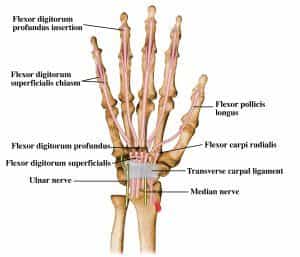 Flexor digitorum
profundus insertion
Flexor digitorum
superficialis chiasm
Flexor pollicis
longus
Flexor digitorum profundus
Flexor carpi radialis
Flexor digitorum superficialis
Transverse carpal ligament
Ulnar nerve
Median nerve